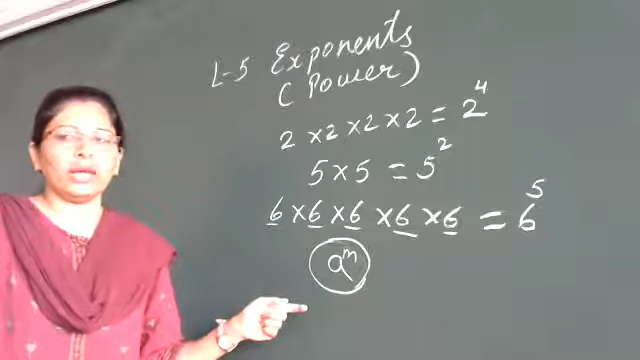 L-5 Exponents
(Power)
2 × 2 × 2 × 2 = 2⁴
5 × 5 = 5²
6 × 6 × 6 × 6 × 6 = 6⁵
aᵐ